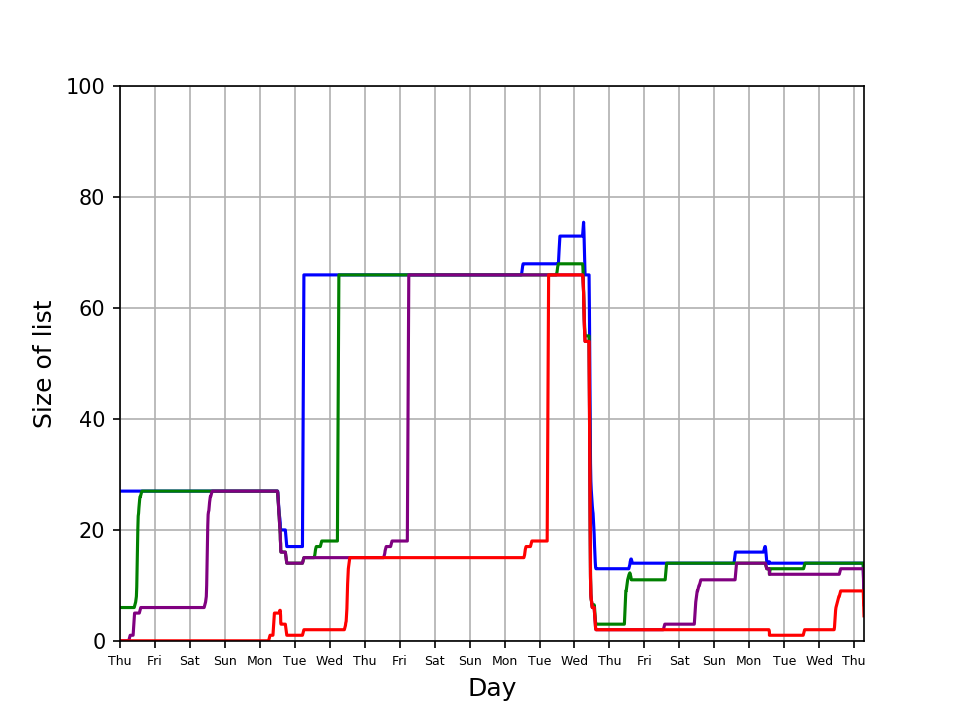 100
80
60
40
20
0
Size of list
Thu Fri Sat Sun Mon Tue Wed Thu Fri Sat Sun Mon Tue Wed Thu Fri Sat Sun Mon Tue Wed Thu
Day